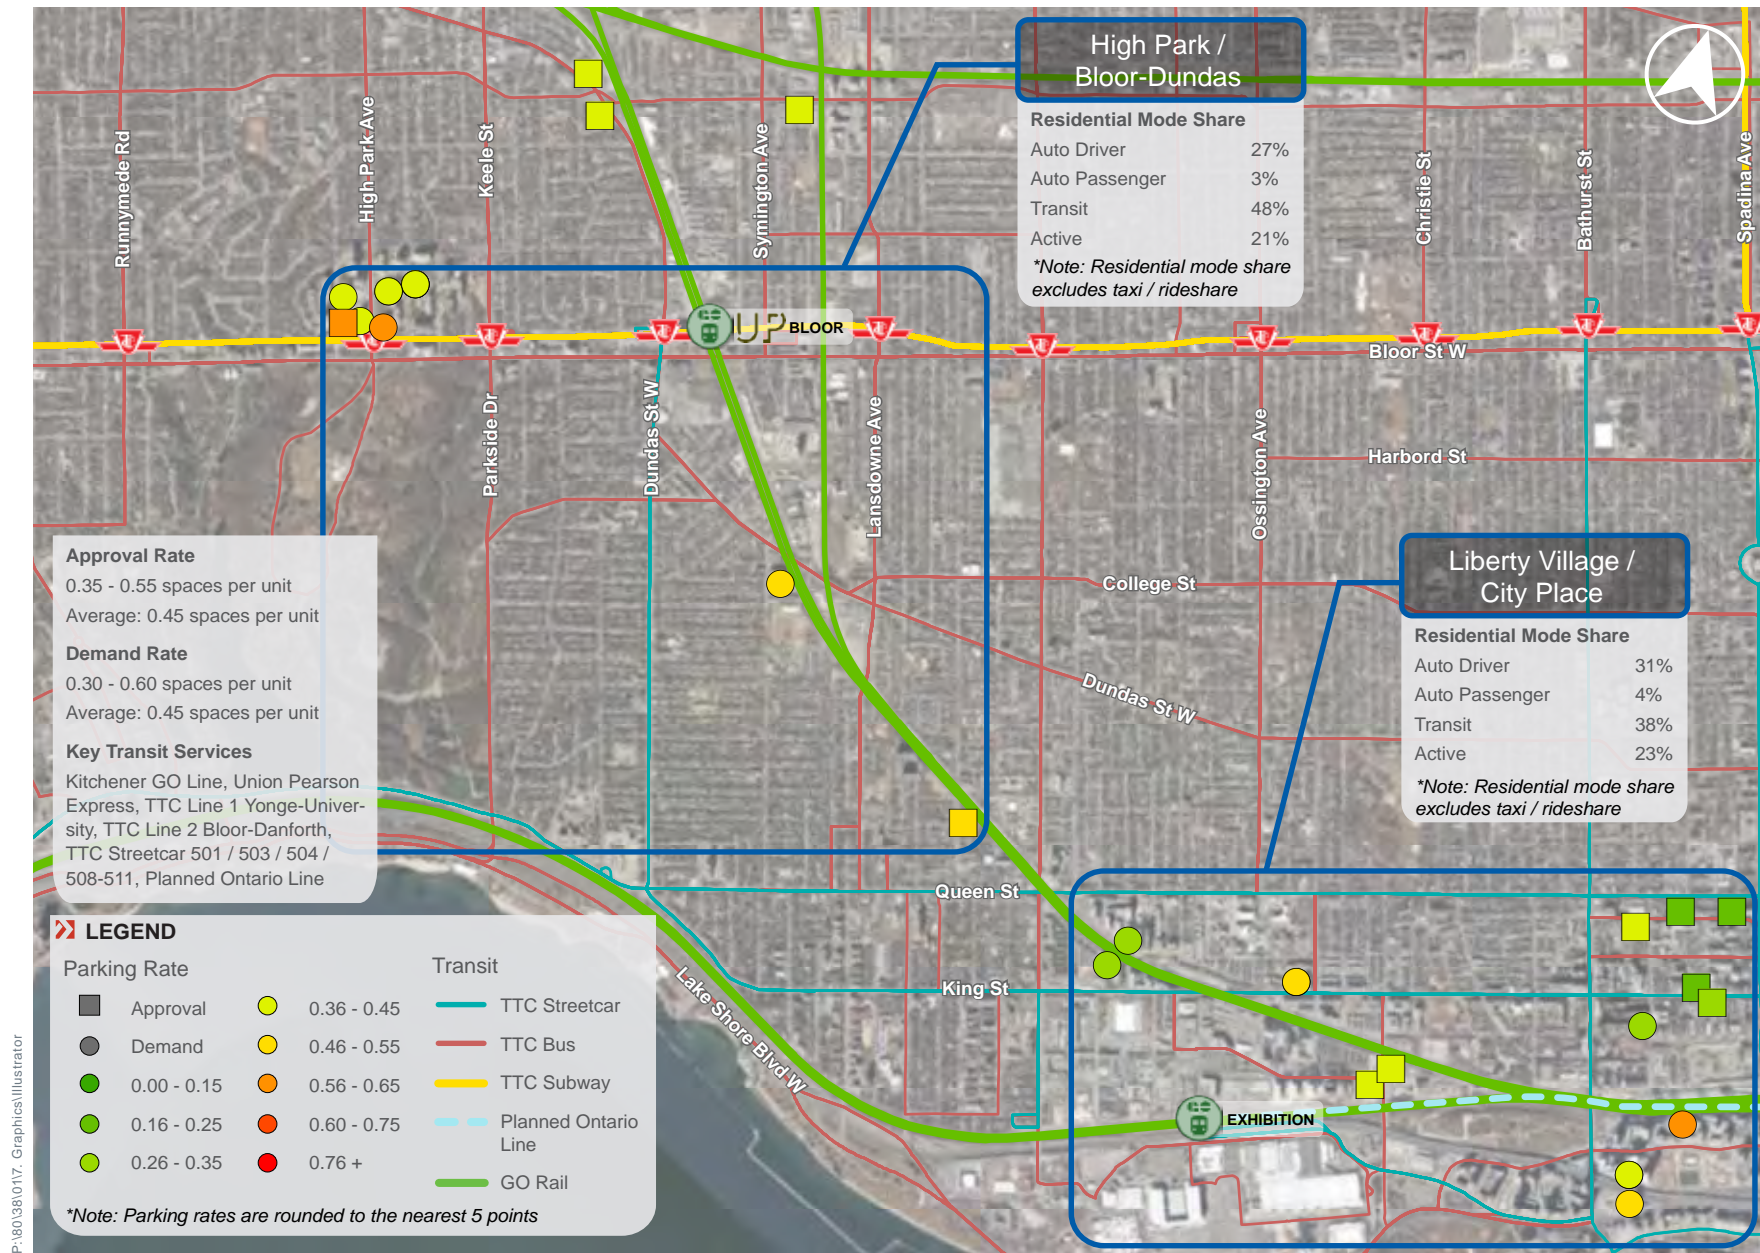 High Park /
Bloor-Dundas
Residential Mode Share
Auto Driver 27%
Auto Passenger 3%
Transit 48%
Active 21%
*Note: Residential mode share
excludes taxi / rideshare
Runnymede Rd
High Park Ave
Keele St
Symington Ave
Christie St
Bathurst St
Spadina Ave
UP BLOOR
Bloor St W
Parkside Dr
Dundas St W
Lansdowne Ave
Ossington Ave
Harbord St
College St
Dundas St W
Liberty Village /
City Place
Residential Mode Share
Auto Driver 31%
Auto Passenger 4%
Transit 38%
Active 23%
*Note: Residential mode share
excludes taxi / rideshare
Approval Rate
0.35 - 0.55 spaces per unit
Average: 0.45 spaces per unit
Demand Rate
0.30 - 0.60 spaces per unit
Average: 0.45 spaces per unit
Key Transit Services
Kitchener GO Line, Union Pearson
Express, TTC Line 1 Yonge-Univer-
sity, TTC Line 2 Bloor-Danforth,
TTC Streetcar 501 / 503 / 504 /
508-511, Planned Ontario Line
Queen St
King St
Lake Shore Blvd W
EXHIBITION
LEGEND
Parking Rate
Approval
Demand
0.00 - 0.15
0.16 - 0.25
0.26 - 0.35
0.36 - 0.45
0.46 - 0.55
0.56 - 0.65
0.60 - 0.75
0.76 +
Transit
TTC Streetcar
TTC Bus
TTC Subway
Planned Ontario
Line
GO Rail
*Note: Parking rates are rounded to the nearest 5 points
P:\80\38\01\7. Graphics\Illustrator